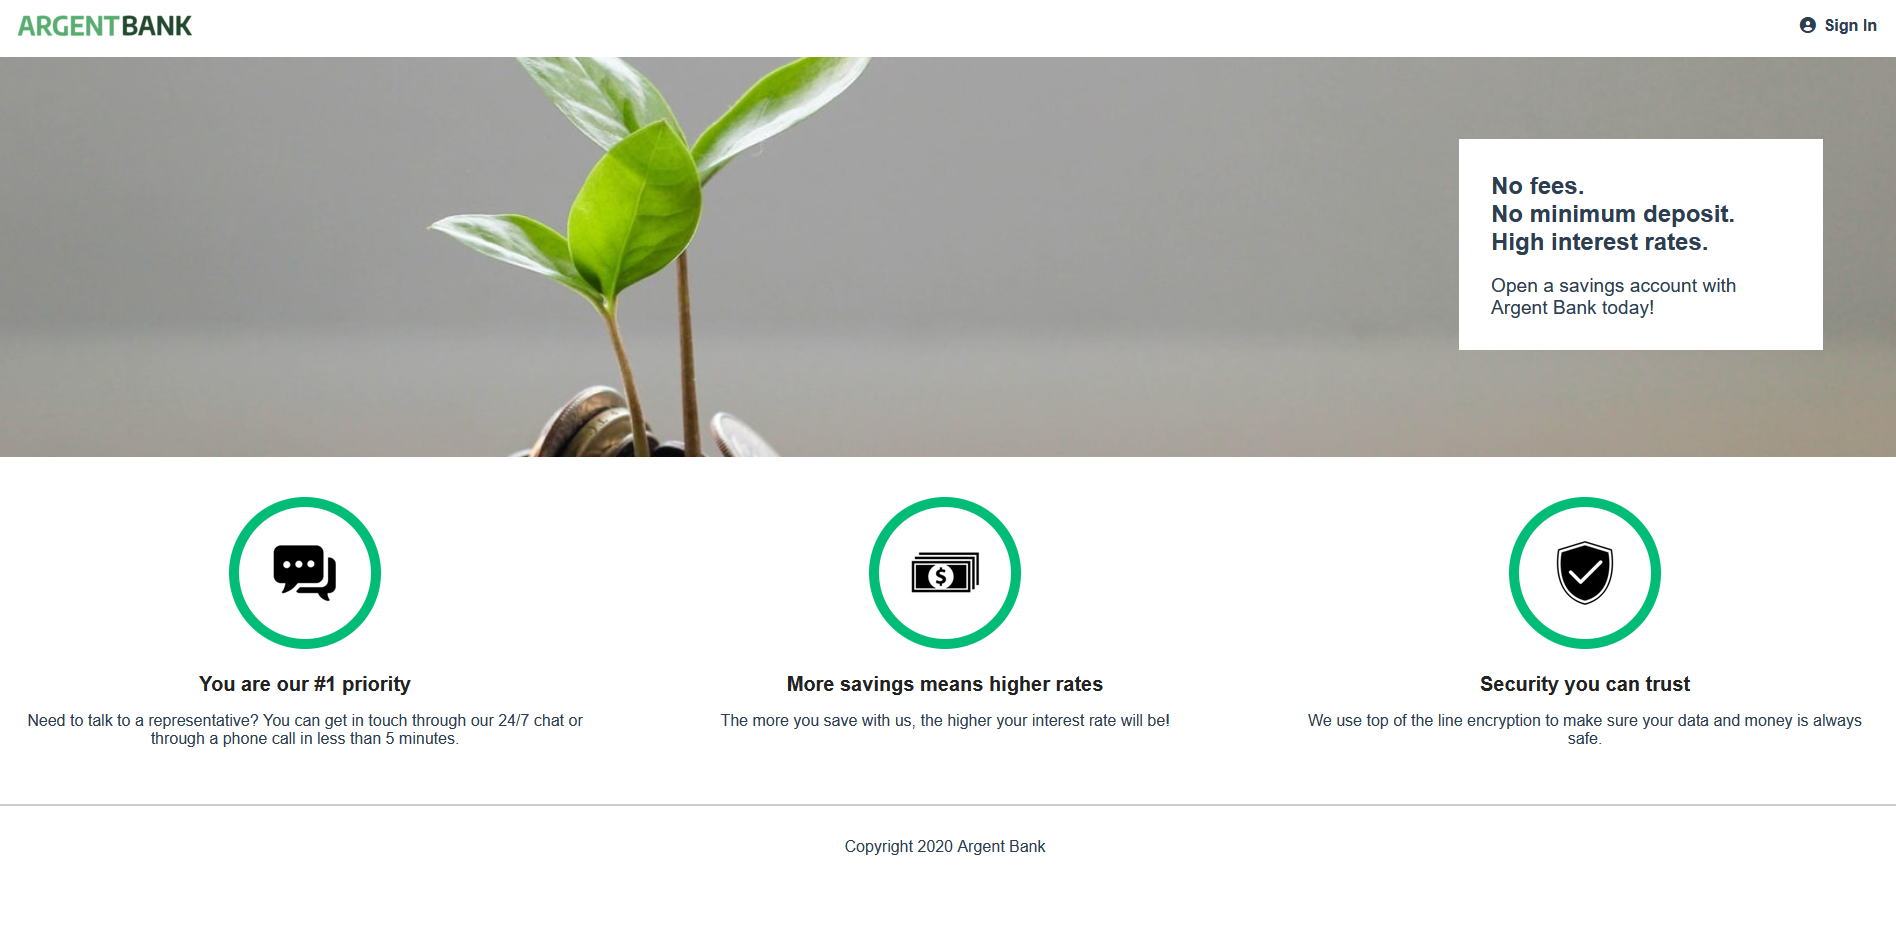 ARGENTBANK
Sign In
No fees.
No minimum deposit.
High interest rates.
Open a savings account with
Argent Bank today!
You are our #1 priority
Need to talk to a representative? You can get in touch through our 24/7 chat or
through a phone call in less than 5 minutes.
$
More savings means higher rates
The more you save with us, the higher your interest rate will be!
Security you can trust
We use top of the line encryption to make sure your data and money is always
safe.
Copyright 2020 Argent Bank